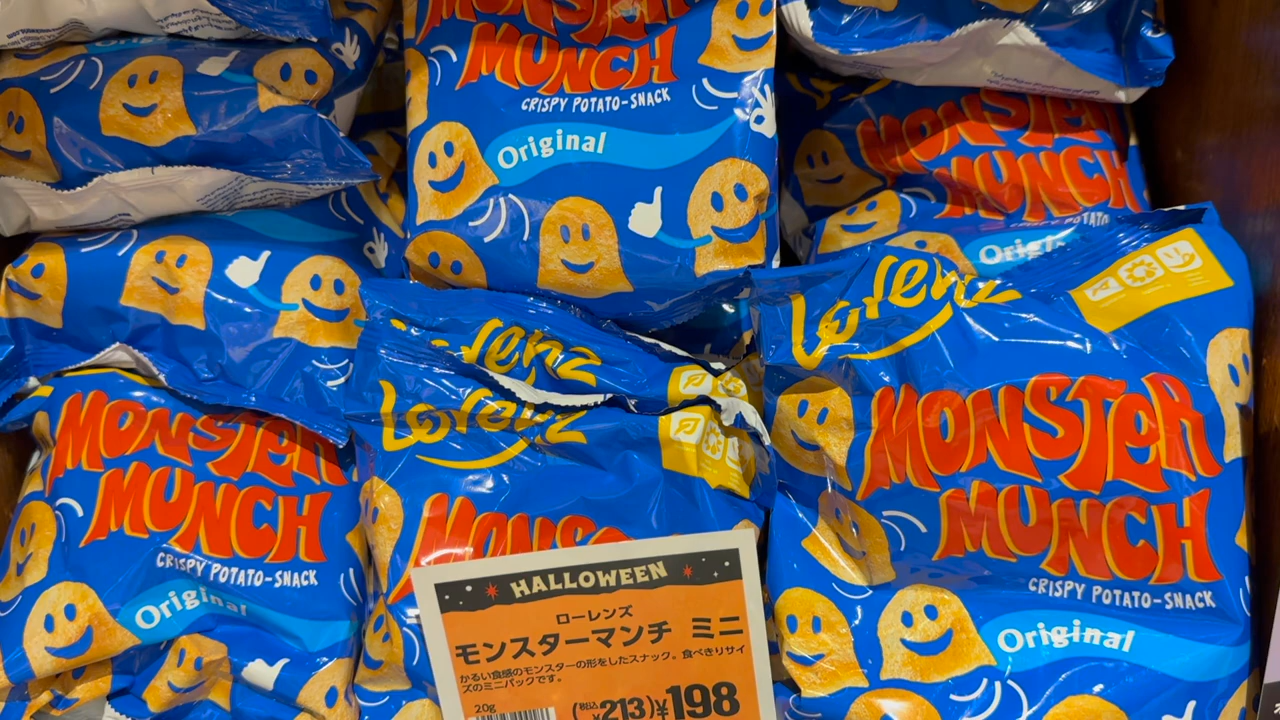 Original
MONSTER
MUNCH
CRISPY POTATO-SNACK
Original
MONSTER
MUNCH
Lorenz
MONSTER
MUNCH
CRISPY POTATO-SNACK
Original
Lorenz
Lorenz
MONSTER
MUNCH
CRISPY POTATO-SNACK
Original
HALLOWEEN
ローレンズ
モンスターマンチ ミニ
かるい食感のモンスターの形をしたスナック。食べきりサイ
ズのミニパックです。
20g
(税込¥213)¥198